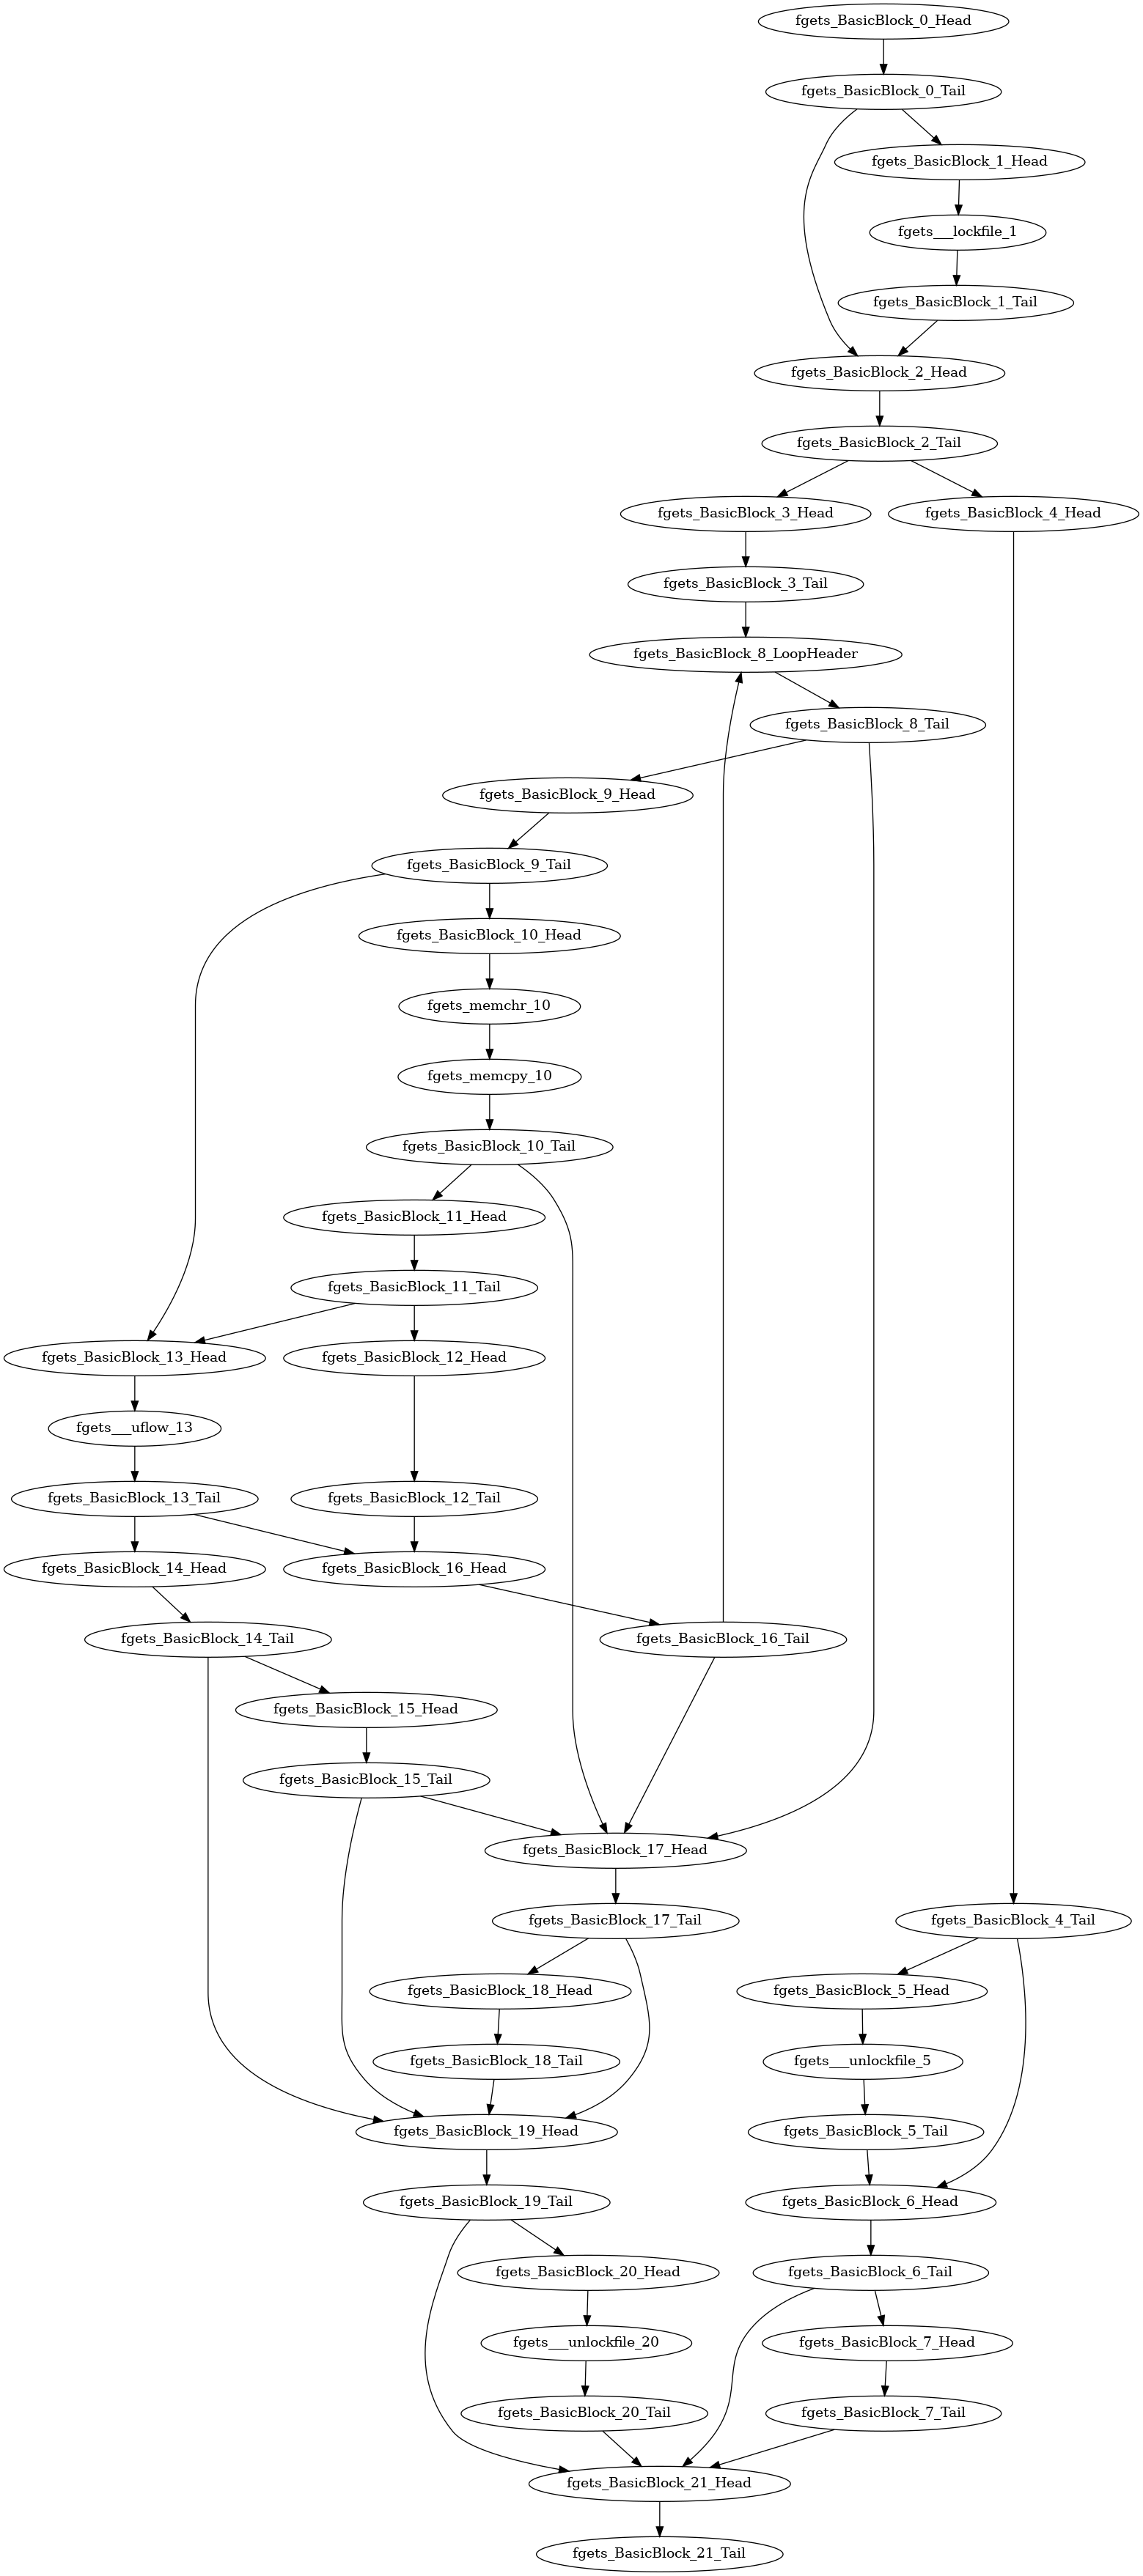 fgets_BasicBlock_0_Head
fgets_BasicBlock_0_Tail
fgets_BasicBlock_1_Head
fgets___lockfile_1
fgets_BasicBlock_1_Tail
fgets_BasicBlock_2_Head
fgets_BasicBlock_2_Tail
fgets_BasicBlock_3_Head
fgets_BasicBlock_4_Head
fgets_BasicBlock_3_Tail
fgets_BasicBlock_8_LoopHeader
fgets_BasicBlock_8_Tail
fgets_BasicBlock_9_Head
fgets_BasicBlock_9_Tail
fgets_BasicBlock_10_Head
fgets_memchr_10
fgets_memcpy_10
fgets_BasicBlock_10_Tail
fgets_BasicBlock_11_Head
fgets_BasicBlock_11_Tail
fgets_BasicBlock_13_Head
fgets_BasicBlock_12_Head
fgets___uflow_13
fgets_BasicBlock_13_Tail
fgets_BasicBlock_12_Tail
fgets_BasicBlock_14_Head
fgets_BasicBlock_16_Head
fgets_BasicBlock_14_Tail
fgets_BasicBlock_16_Tail
fgets_BasicBlock_15_Head
fgets_BasicBlock_15_Tail
fgets_BasicBlock_17_Head
fgets_BasicBlock_17_Tail
fgets_BasicBlock_4_Tail
fgets_BasicBlock_18_Head
fgets_BasicBlock_5_Head
fgets_BasicBlock_18_Tail
fgets___unlockfile_5
fgets_BasicBlock_19_Head
fgets_BasicBlock_5_Tail
fgets_BasicBlock_19_Tail
fgets_BasicBlock_6_Head
fgets_BasicBlock_20_Head
fgets_BasicBlock_6_Tail
fgets___unlockfile_20
fgets_BasicBlock_7_Head
fgets_BasicBlock_20_Tail
fgets_BasicBlock_7_Tail
fgets_BasicBlock_21_Head
fgets_BasicBlock_21_Tail